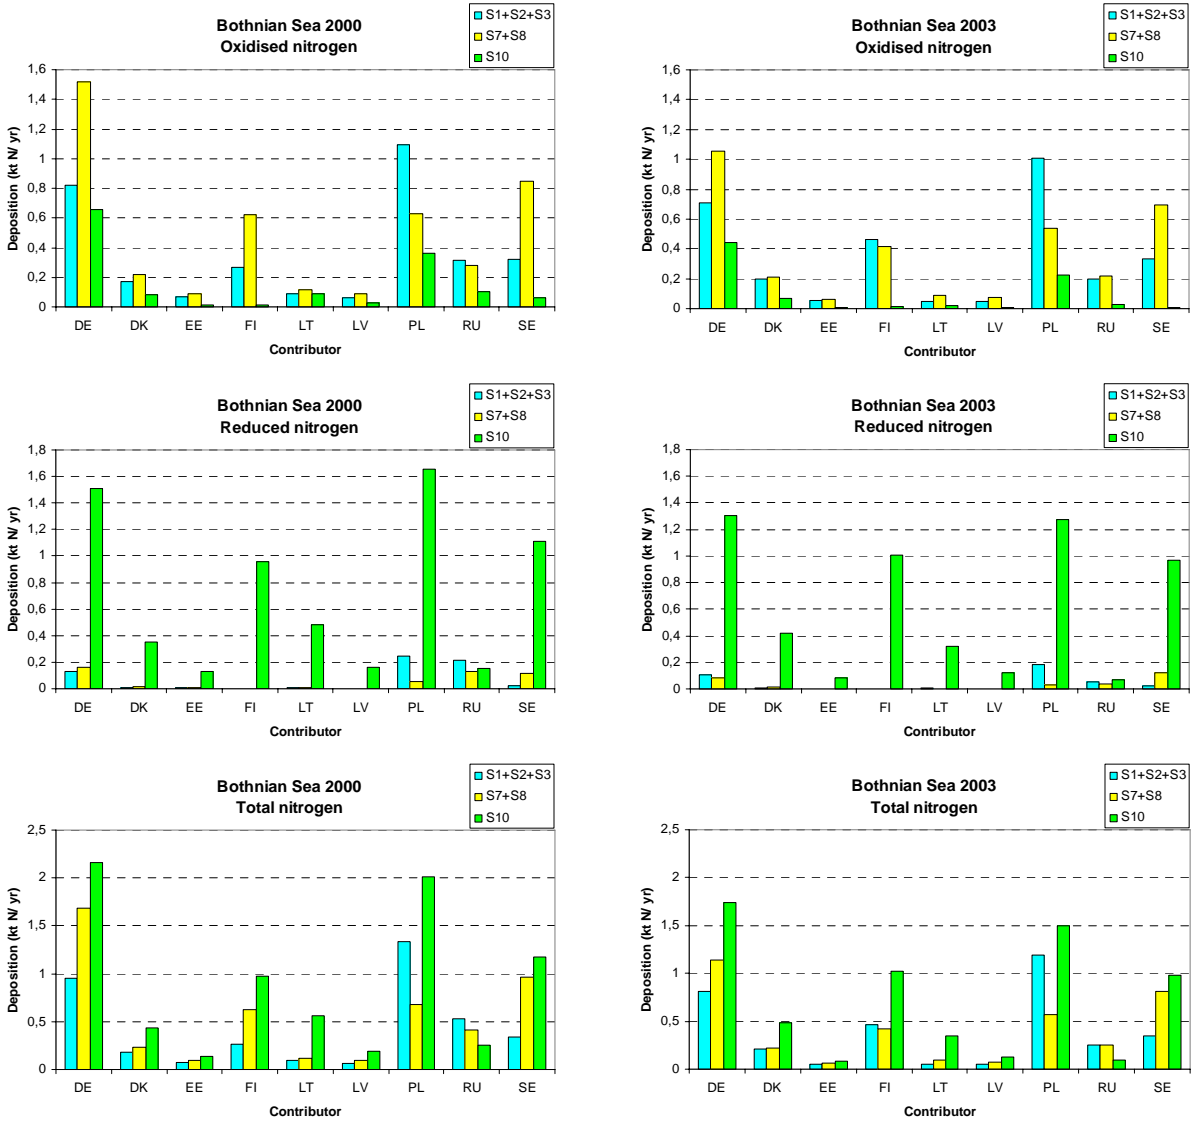 Bothnian Sea 2000
Oxidised nitrogen
S1+S2+S3
S7+S8
S10
Deposition (kt N/ yr)
1,6
1,4
1,2
1
0,8
0,6
0,4
0,2
0
DE DK EE FI LT LV PL RU SE
Contributor
Bothnian Sea 2003
Oxidised nitrogen
S1+S2+S3
S7+S8
S10
Deposition (kt N/ yr)
1,6
1,4
1,2
1
0,8
0,6
0,4
0,2
0
DE DK EE FI LT LV PL RU SE
Contributor
Bothnian Sea 2000
Reduced nitrogen
S1+S2+S3
S7+S8
S10
Deposition (kt N/ yr)
1,8
1,6
1,4
1,2
1
0,8
0,6
0,4
0,2
0
DE DK EE FI LT LV PL RU SE
Contributor
Bothnian Sea 2003
Reduced nitrogen
S1+S2+S3
S7+S8
S10
Deposition (kt N/ yr)
1,8
1,6
1,4
1,2
1
0,8
0,6
0,4
0,2
0
DE DK EE FI LT LV PL RU SE
Contributor
Bothnian Sea 2000
Total nitrogen
S1+S2+S3
S7+S8
S10
Deposition (kt N/ yr)
2,5
2
1,5
1
0,5
0
DE DK EE FI LT LV PL RU SE
Contributor
Bothnian Sea 2003
Total nitrogen
S1+S2+S3
S7+S8
S10
Deposition (kt N/ yr)
2,5
2
1,5
1
0,5
0
DE DK EE FI LT LV PL RU SE
Contributor